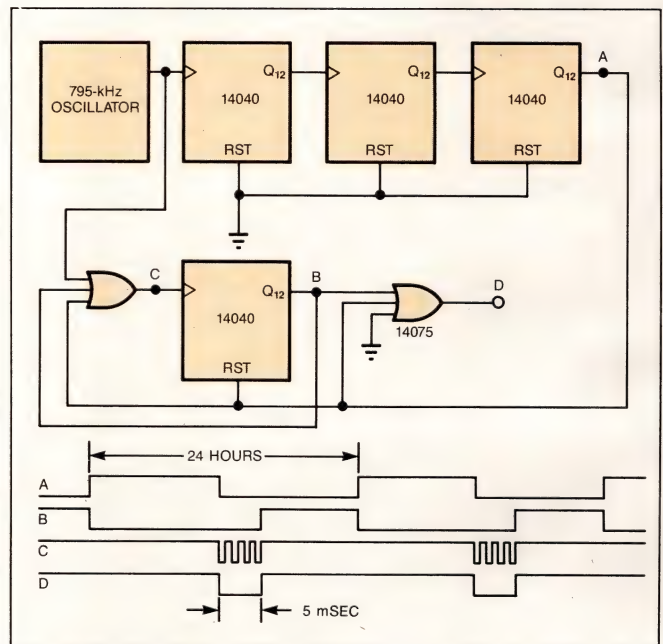 A
795-kHz
OSCILLATOR
Q12
14040
RST
Q12
14040
RST
Q12
14040
RST
C
Q12
14040
RST
B
D
14075
24 HOURS
A
B
C
D
5 mSEC